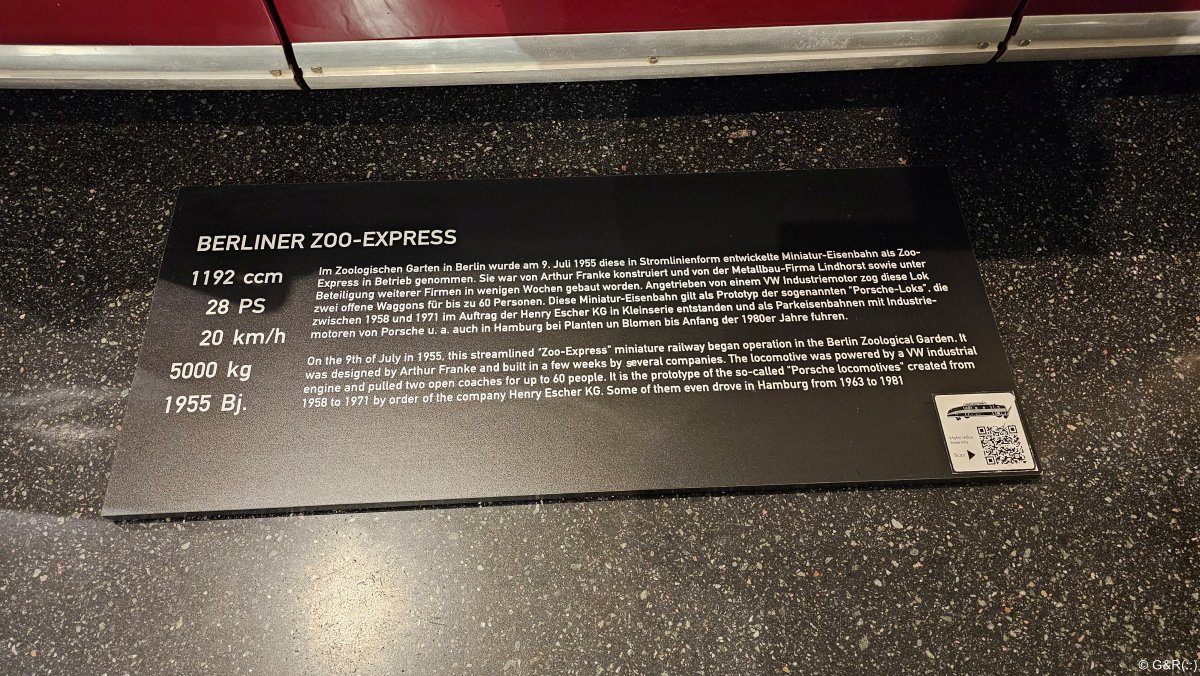 BERLINER ZOO-EXPRESS
1192 ccm
28 PS
20 km/h
5000 kg
1955 Bj.
Im Zoologischen Garten in Berlin wurde am 9. Juli 1955 diese in Stromlinienform entwickelte Miniatur-Eisenbahn als Zoo-
Express in Betrieb genommen. Sie war von Arthur Franke konstruiert und von der Metallbau-Firma Lindhorst sowie unter
Beteiligung weiterer Firmen in wenigen Wochen gebaut worden. Angetrieben von einem VW Industriemotor zog diese Lok
zwei offene Waggons für bis zu 60 Personen. Diese Miniatur-Eisenbahn gilt als Prototyp der sogenannten "Porsche-Loks", die
zwischen 1958 und 1971 im Auftrag der Henry Escher KG in Kleinserie entstanden und als Parkeisenbahnen mit Industrie-
motoren von Porsche u. a. auch in Hamburg bei Planten un Blomen bis Anfang der 1980er Jahre fuhren.
On the 9th of July in 1955, this streamlined "Zoo-Express" miniature railway began operation in the Berlin Zoological Garden. It
was designed by Arthur Franke and built in a few weeks by several companies. The locomotive was powered by a VW industrial
engine and pulled two open coaches for up to 60 people. It is the prototype of the so-called "Porsche locomotives" created from
1958 to 1971 by order of the company Henry Escher KG. Some of them even drove in Hamburg from 1963 to 1981
Mehr Infos
More info
Scan
© G&R(.:.)